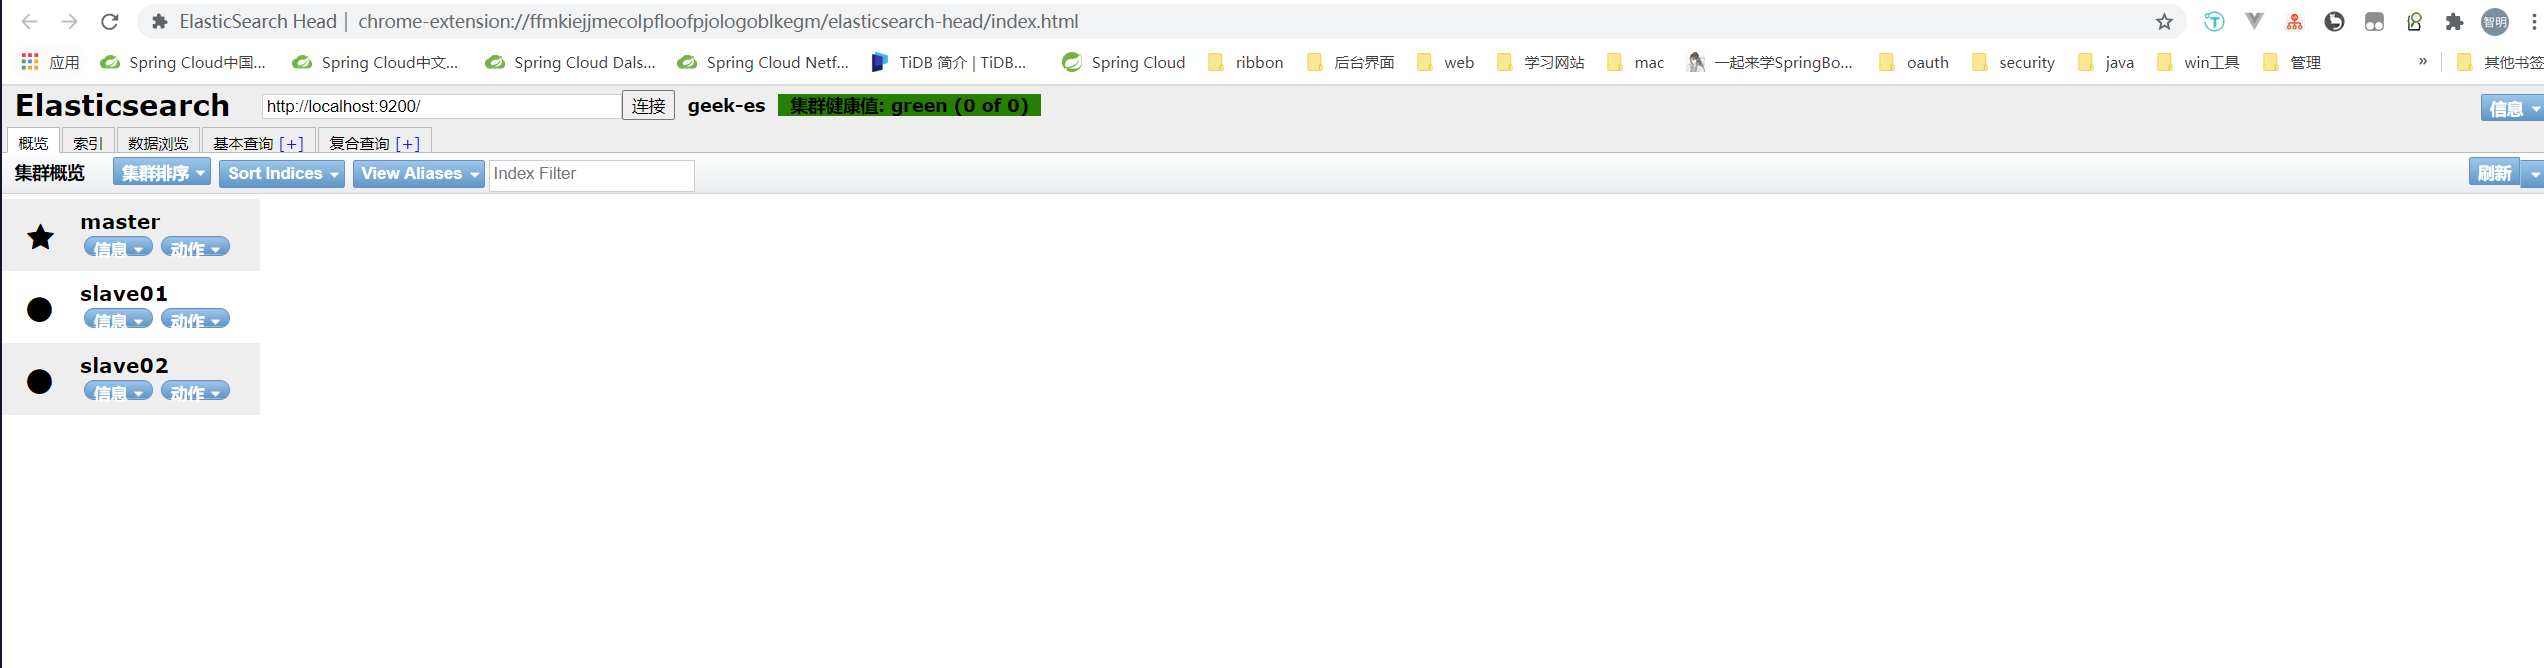 ElasticSearch Head | chrome-extension://ffmkiejjmecolpfloofpjologoblkegm/elasticsearch-head/index.html 智明
应用 Spring Cloud中国... Spring Cloud中文... Spring Cloud Dals... Spring Cloud Netf... TiDB 简介 | TiDB... Spring Cloud ribbon 后台界面 web 学习网站 mac 一起来学SpringBo... oauth security java win工具 管理 » 其他书签
Elasticsearch http://localhost:9200/ 连接 geek-es 集群健康值: green (0 of 0) 信息
概览 索引 数据浏览 基本查询 [+] 复合查询 [+]
集群概览 集群排序 Sort Indices View Aliases Index Filter 刷新
master
信息 动作
slave01
信息 动作
slave02
信息 动作